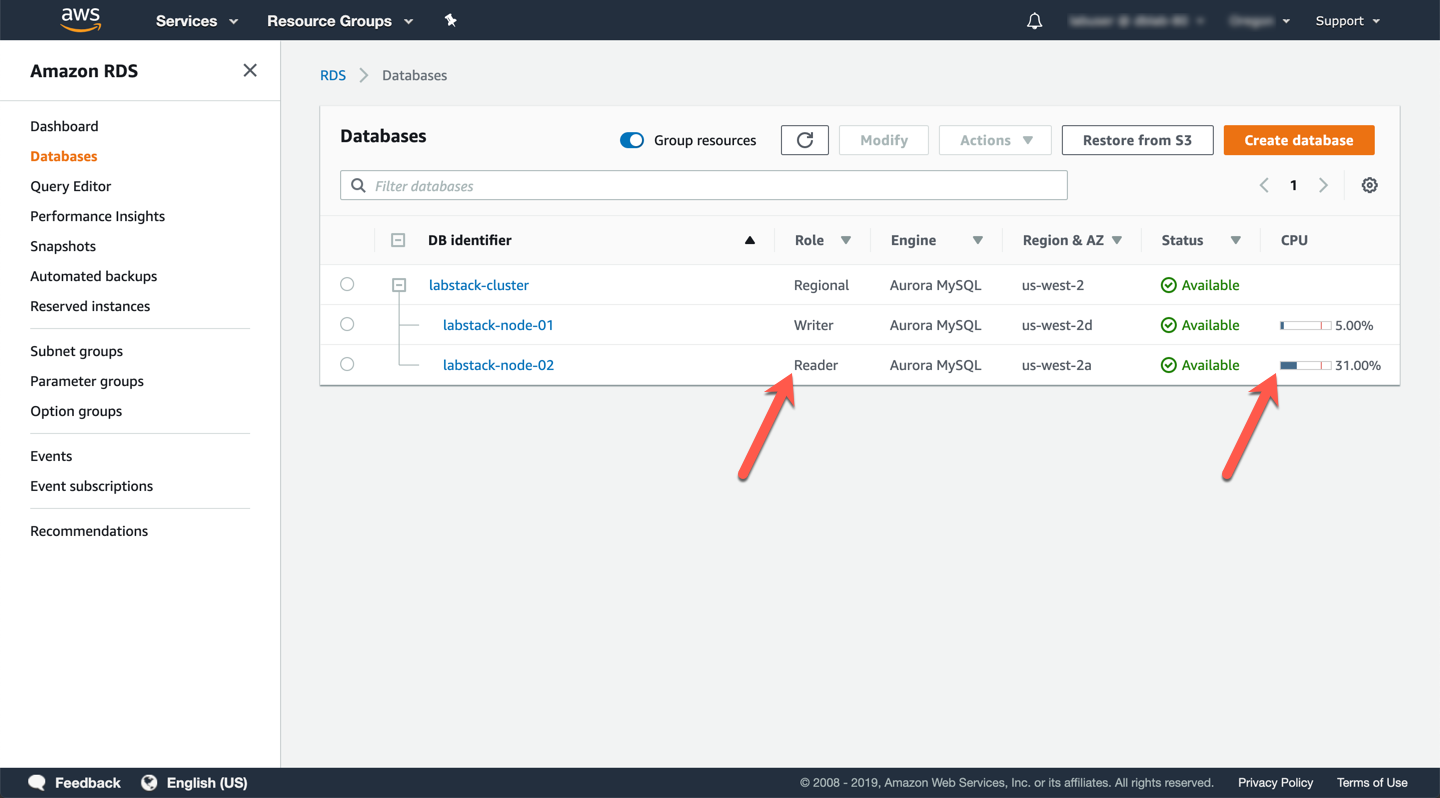 aws Services Resource Groups Support
Amazon RDS
Dashboard
Databases
Query Editor
Performance Insights
Snapshots
Automated backups
Reserved instances
Subnet groups
Parameter groups
Option groups
Events
Event subscriptions
Recommendations
RDS Databases
Databases Group resources Modify Actions Restore from S3 Create database
Filter databases 1
DB identifier Role Engine Region & AZ Status CPU
labstack-cluster Regional Aurora MySQL us-west-2 Available
labstack-node-01 Writer Aurora MySQL us-west-2d Available 5.00%
labstack-node-02 Reader Aurora MySQL us-west-2a Available 31.00%
Feedback English (US) © 2008 - 2019, Amazon Web Services, Inc. or its affiliates. All rights reserved. Privacy Policy Terms of Use